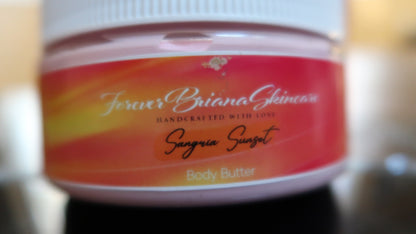 ForeverBrianaSkincare
HANDCRAFTED WITH LOVE
Sangria Sunset
Body Butter